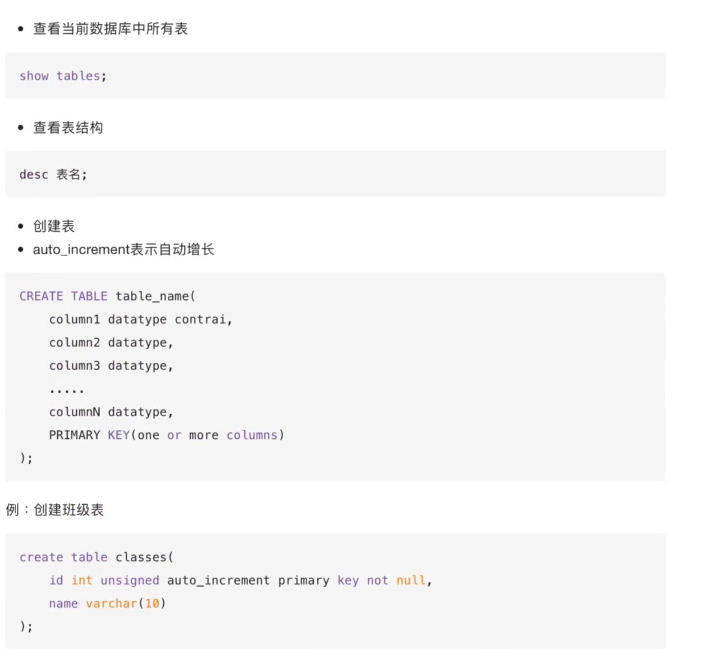 • 查看当前数据库中所有表
show tables;
• 查看表结构
desc 表名;
• 创建表
• auto_increment表示自动增长
CREATE TABLE table_name(
    column1 datatype contrai,
    column2 datatype,
    column3 datatype,
    .....
    columnN datatype,
    PRIMARY KEY(one or more columns)
);
例：创建班级表
create table classes(
    id int unsigned auto_increment primary key not null,
    name varchar(10)
);